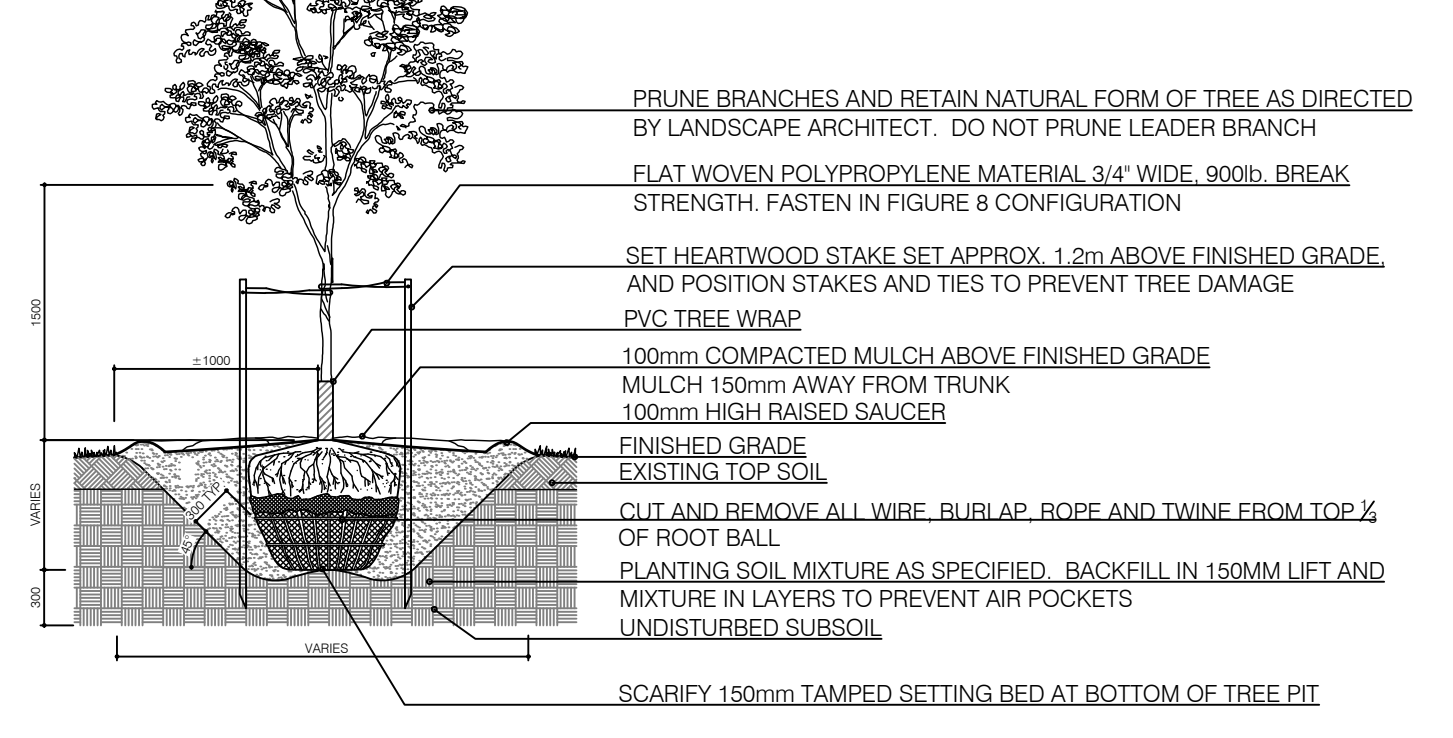 PRUNE BRANCHES AND RETAIN NATURAL FORM OF TREE AS DIRECTED
BY LANDSCAPE ARCHITECT.  DO NOT PRUNE LEADER BRANCH
FLAT WOVEN POLYPROPYLENE MATERIAL 3/4" WIDE, 900lb. BREAK
STRENGTH. FASTEN IN FIGURE 8 CONFIGURATION
SET HEARTWOOD STAKE SET APPROX. 1.2m ABOVE FINISHED GRADE,
AND POSITION STAKES AND TIES TO PREVENT TREE DAMAGE
PVC TREE WRAP
100mm COMPACTED MULCH ABOVE FINISHED GRADE
MULCH 150mm AWAY FROM TRUNK
100mm HIGH RAISED SAUCER
FINISHED GRADE
EXISTING TOP SOIL
CUT AND REMOVE ALL WIRE, BURLAP, ROPE AND TWINE FROM TOP ⅓
OF ROOT BALL
PLANTING SOIL MIXTURE AS SPECIFIED.  BACKFILL IN 150MM LIFT AND
MIXTURE IN LAYERS TO PREVENT AIR POCKETS
UNDISTURBED SUBSOIL
SCARIFY 150mm TAMPED SETTING BED AT BOTTOM OF TREE PIT
1500
±1000
VARIES
300 TYP
45°
300
VARIES